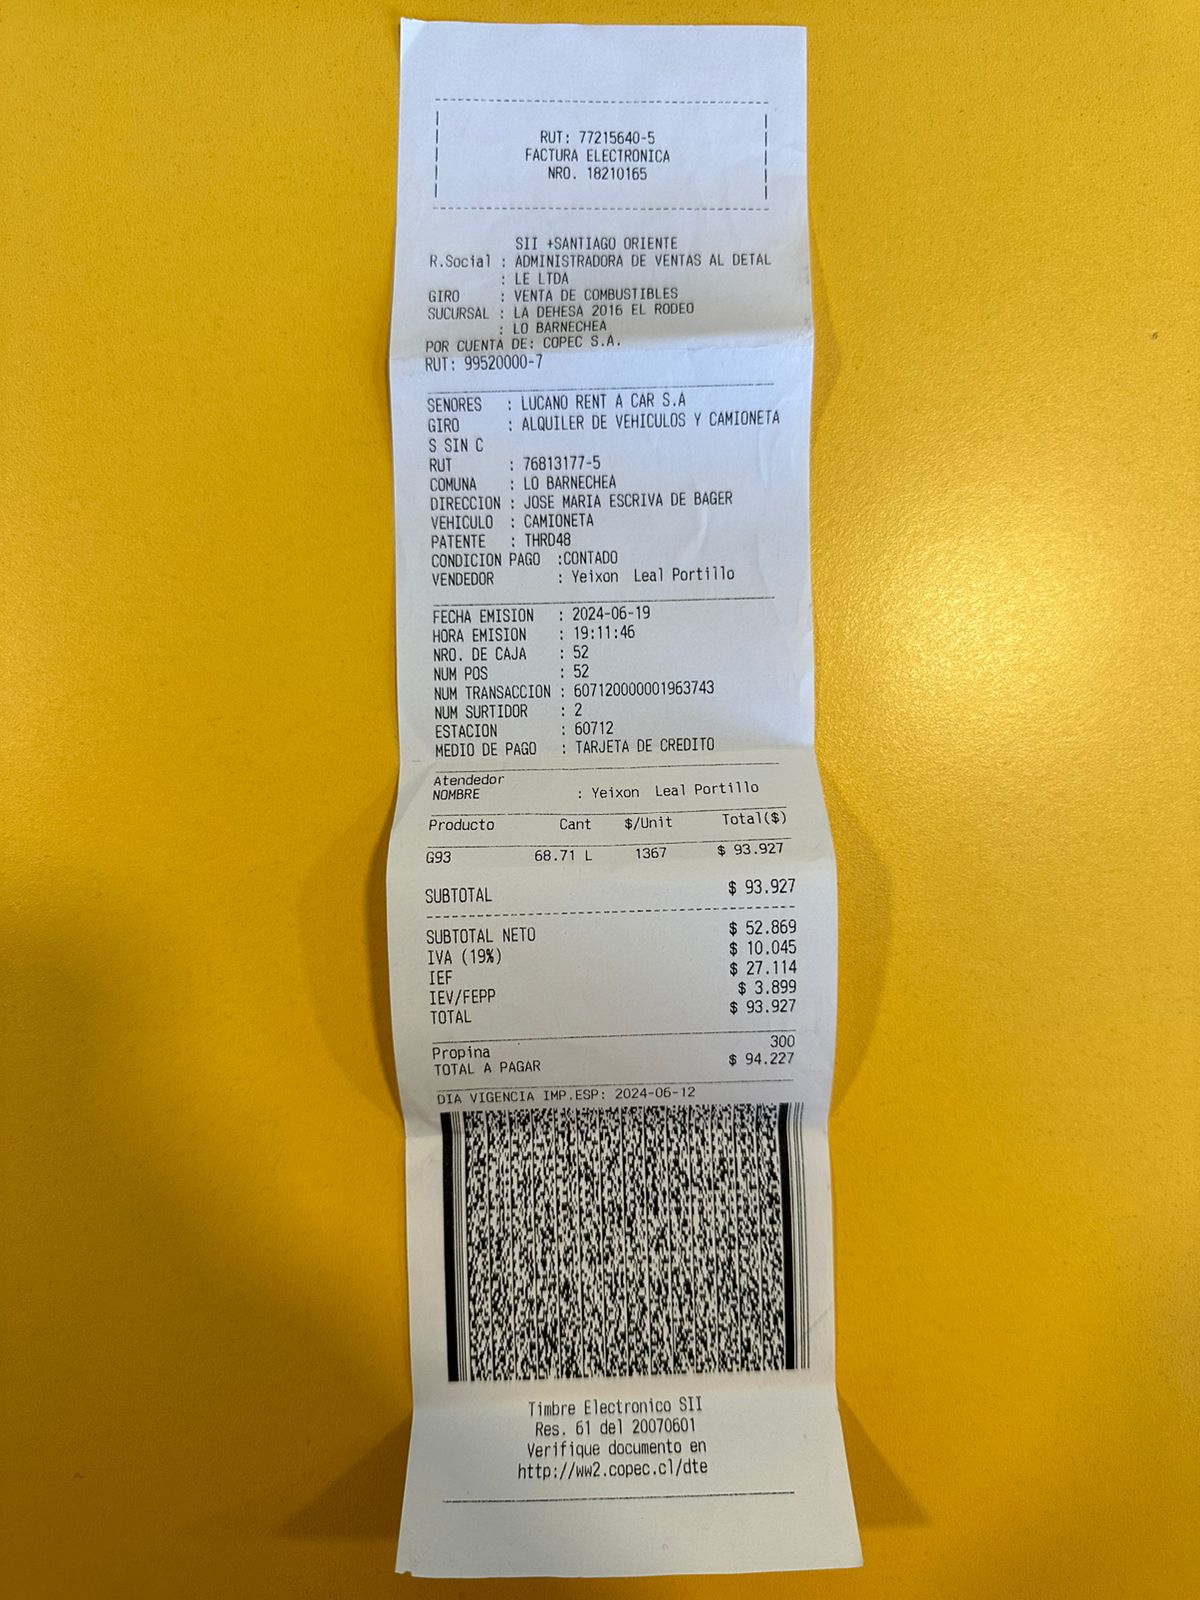 RUT: 77215640-5
FACTURA ELECTRONICA
NRO. 18210165
SII +SANTIAGO ORIENTE
R.Social : ADMINISTRADORA DE VENTAS AL DETAL
: LE LTDA
GIRO : VENTA DE COMBUSTIBLES
SUCURSAL : LA DEHESA 2016 EL RODEO
: LO BARNECHEA
POR CUENTA DE: COPEC S.A.
RUT: 99520000-7
SENORES : LUCANO RENT A CAR S.A
GIRO : ALQUILER DE VEHICULOS Y CAMIONETA
S SIN C
RUT : 76813177-5
COMUNA : LO BARNECHEA
DIRECCION : JOSE MARIA ESCRIVA DE BAGER
VEHICULO : CAMIONETA
PATENTE : THRD48
CONDICION PAGO :CONTADO
VENDEDOR : Yeixon Leal Portillo
FECHA EMISION : 2024-06-19
HORA EMISION : 19:11:46
NRO. DE CAJA : 52
NUM POS : 52
NUM TRANSACCION : 607120000001963743
NUM SURTIDOR : 2
ESTACION : 60712
MEDIO DE PAGO : TARJETA DE CREDITO
Atendedor
NOMBRE : Yeixon Leal Portillo
Producto Cant $/Unit Total($)
G93 68.71 L 1367 $ 93.927
SUBTOTAL $ 93.927
SUBTOTAL NETO $ 52.869
IVA (19%) $ 10.045
IEF $ 27.114
IEV/FEPP $ 3.899
TOTAL $ 93.927
Propina 300
TOTAL A PAGAR $ 94.227
DIA VIGENCIA IMP.ESP: 2024-06-12
Timbre Electronico SII
Res. 61 del 20070601
Verifique documento en
http://ww2.copec.cl/dte